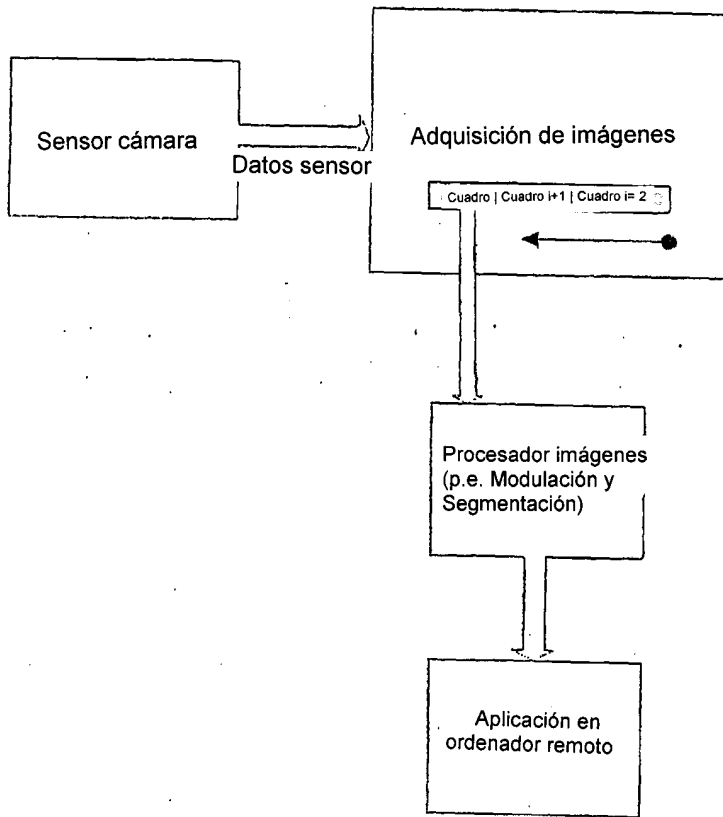 Sensor cámara
Datos sensor
Adquisición de imágenes
Cuadro | Cuadro i+1 | Cuadro i= 2
Procesador imágenes
(p.e. Modulación y
Segmentación)
Aplicación en
ordenador remoto